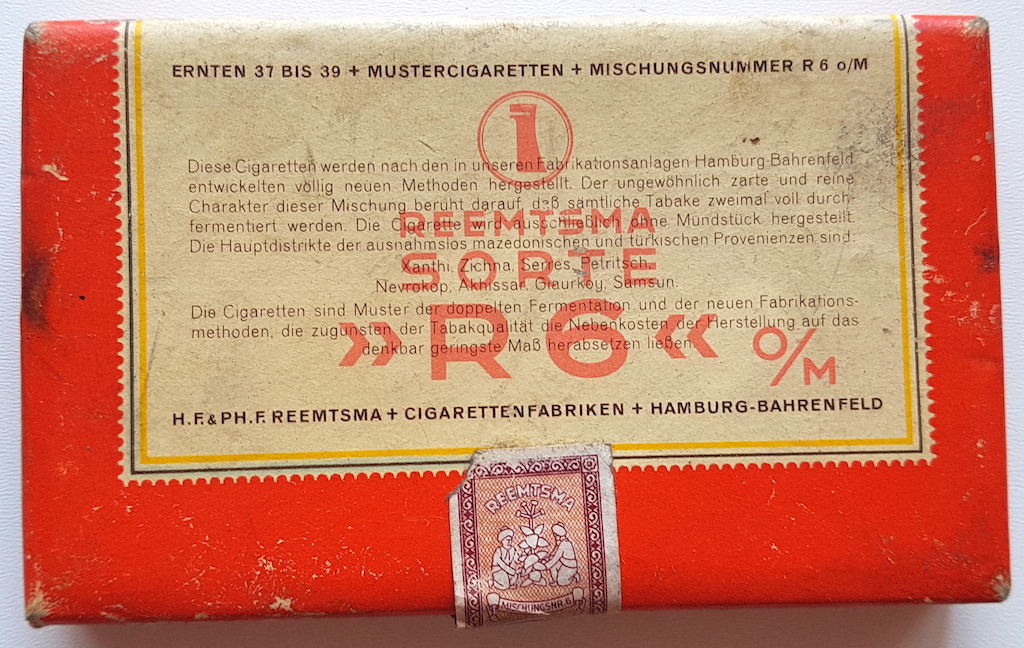 ERNTEN 37 BIS 39 + MUSTERCIGARETTEN + MISCHUNGSNUMMER R 6 o/M
Diese Cigaretten werden nach den in unseren Fabrikationsanlagen Hamburg-Bahrenfeld
entwickelten völlig neuen Methoden hergestellt. Der ungewöhnlich zarte und reine
Charakter dieser Mischung beruht darauf, daß sämtliche Tabake zweimal voll durch-
fermentiert werden. Die Cigarette wird ausschließlich ohne Mundstück hergestellt.
Die Hauptdistrikte der ausnahmslos mazedonischen und türkischen Provenienzen sind:
Xanthi, Zichna, Serres, Petritsch,
Nevrokop, Akhissar, Giaurkoy, Samsun.
Die Cigaretten sind Muster der doppelten Fermentation und der neuen Fabrikations-
methoden, die zugunsten der Tabakqualität die Nebenkosten der Herstellung auf das
denkbar geringste Maß herabsetzen ließen.
REEMTSMA
SORTE
»R6« o/M
H.F.&PH.F. REEMTSMA + CIGARETTENFABRIKEN + HAMBURG-BAHRENFELD
REEMTSMA
MISCHUNGSNR.6